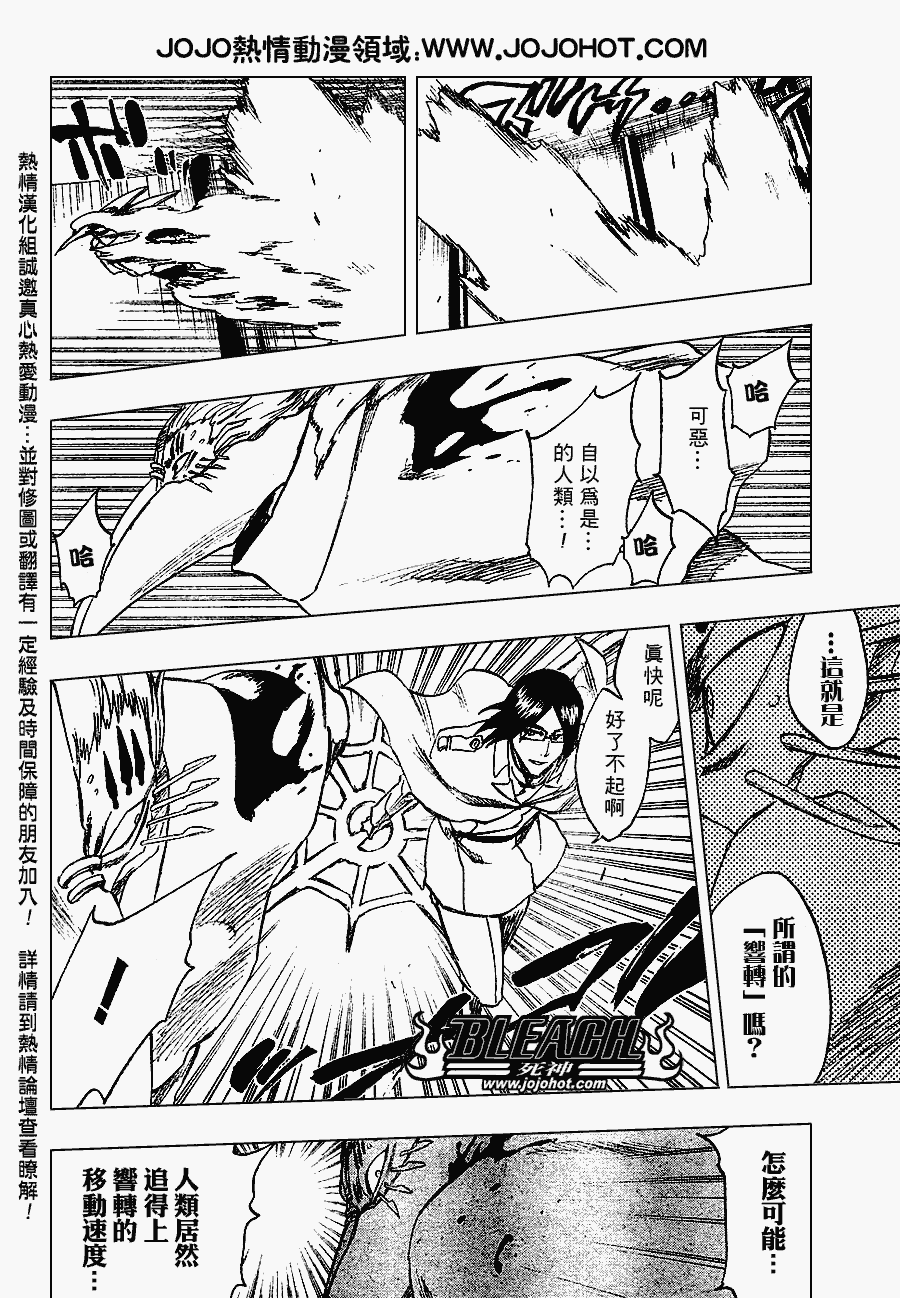 JOJO熱情動漫領域:WWW.JOJOHOT.COM
熱情漢化組誠邀真心熱愛動漫…並對修圖或翻譯有一定經驗及時間保障的朋友加入！ 詳情請到熱情論壇查看瞭解！
哈
可惡…
哈
自以爲是…
的人類…！
哈
…這就是
所謂的
「響轉」嗎？
眞快呢
好了不起啊
！
BLEACH
死神
www.jojohot.com
怎麼可能…
人類居然
追得上
響轉的
移動速度…